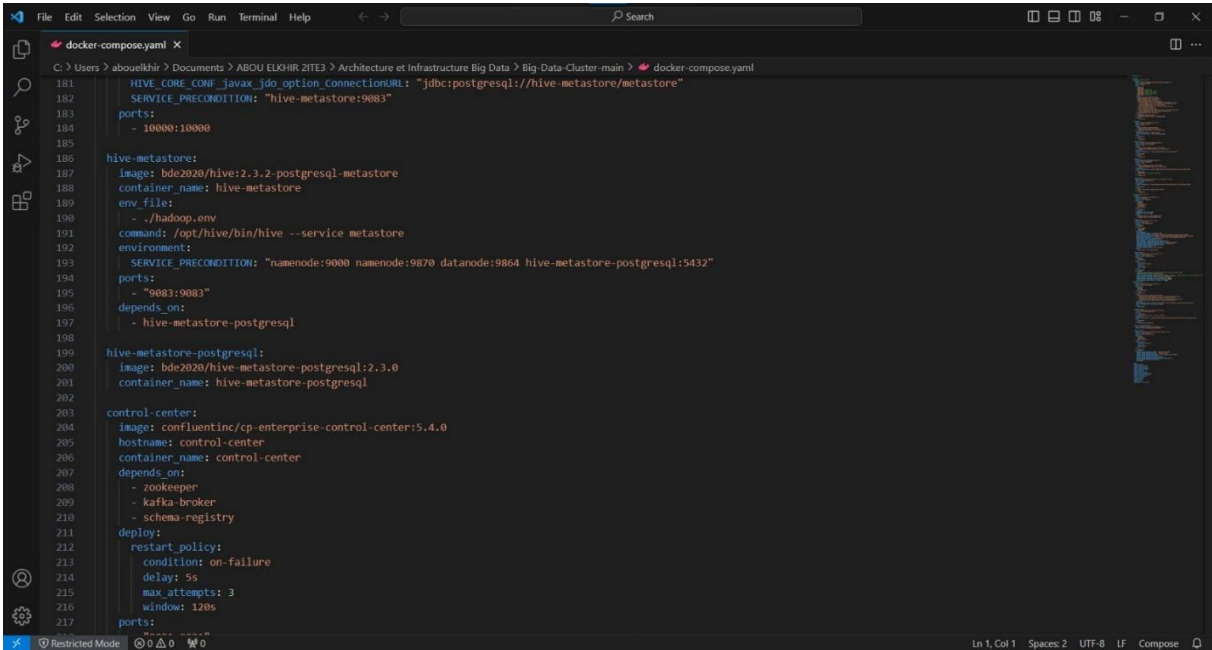 File Edit Selection View Go Run Terminal Help
Search
docker-compose.yaml
C: > Users > abouelkhir > Documents > ABOU ELKHIR 2ITE3 > Architecture et Infrastructure Big Data > Big-Data-Cluster-main > docker-compose.yaml
181 HIVE_CORE_CONF_javax_jdo_option_ConnectionURL: "jdbc:postgresql://hive-metastore/metastore"
182 SERVICE_PRECONDITION: "hive-metastore:9083"
183 ports:
184 - 10000:10000
185
186 hive-metastore:
187 image: bde2020/hive:2.3.2-postgresql-metastore
188 container_name: hive-metastore
189 env_file:
190 - ./hadoop.env
191 command: /opt/hive/bin/hive --service metastore
192 environment:
193 SERVICE_PRECONDITION: "namenode:9000 namenode:9870 datanode:9864 hive-metastore-postgresql:5432"
194 ports:
195 - "9083:9083"
196 depends_on:
197 - hive-metastore-postgresql
198
199 hive-metastore-postgresql:
200 image: bde2020/hive-metastore-postgresql:2.3.0
201 container_name: hive-metastore-postgresql
202
203 control-center:
204 image: confluentinc/cp-enterprise-control-center:5.4.0
205 hostname: control-center
206 container_name: control-center
207 depends_on:
208 - zookeeper
209 - kafka-broker
210 - schema-registry
211 deploy:
212 restart_policy:
213 condition: on-failure
214 delay: 5s
215 max_attempts: 3
216 window: 120s
217 ports:
Restricted Mode 0 0 0 Ln 1, Col 1 Spaces: 2 UTF-8 LF Compose